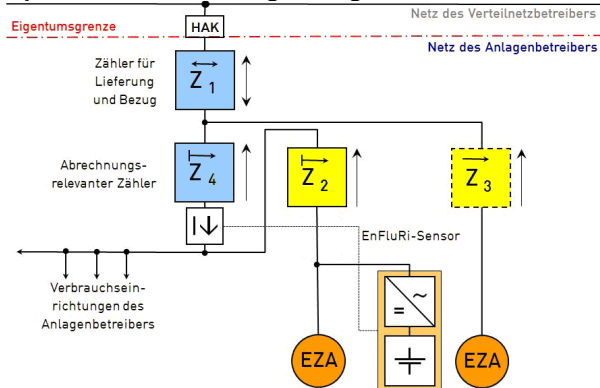 Netz des Verteilnetzbetreibers
Eigentumsgrenze
HAK
Netz des Anlagenbetreibers
Zähler für
Lieferung
und Bezug
Z 1
Abrechnungs-
relevanter Zähler
Z 4
Z 2
Z 3
EnFluRi-Sensor
Verbrauchsein-
richtungen des
Anlagenbetreibers
EZA
EZA